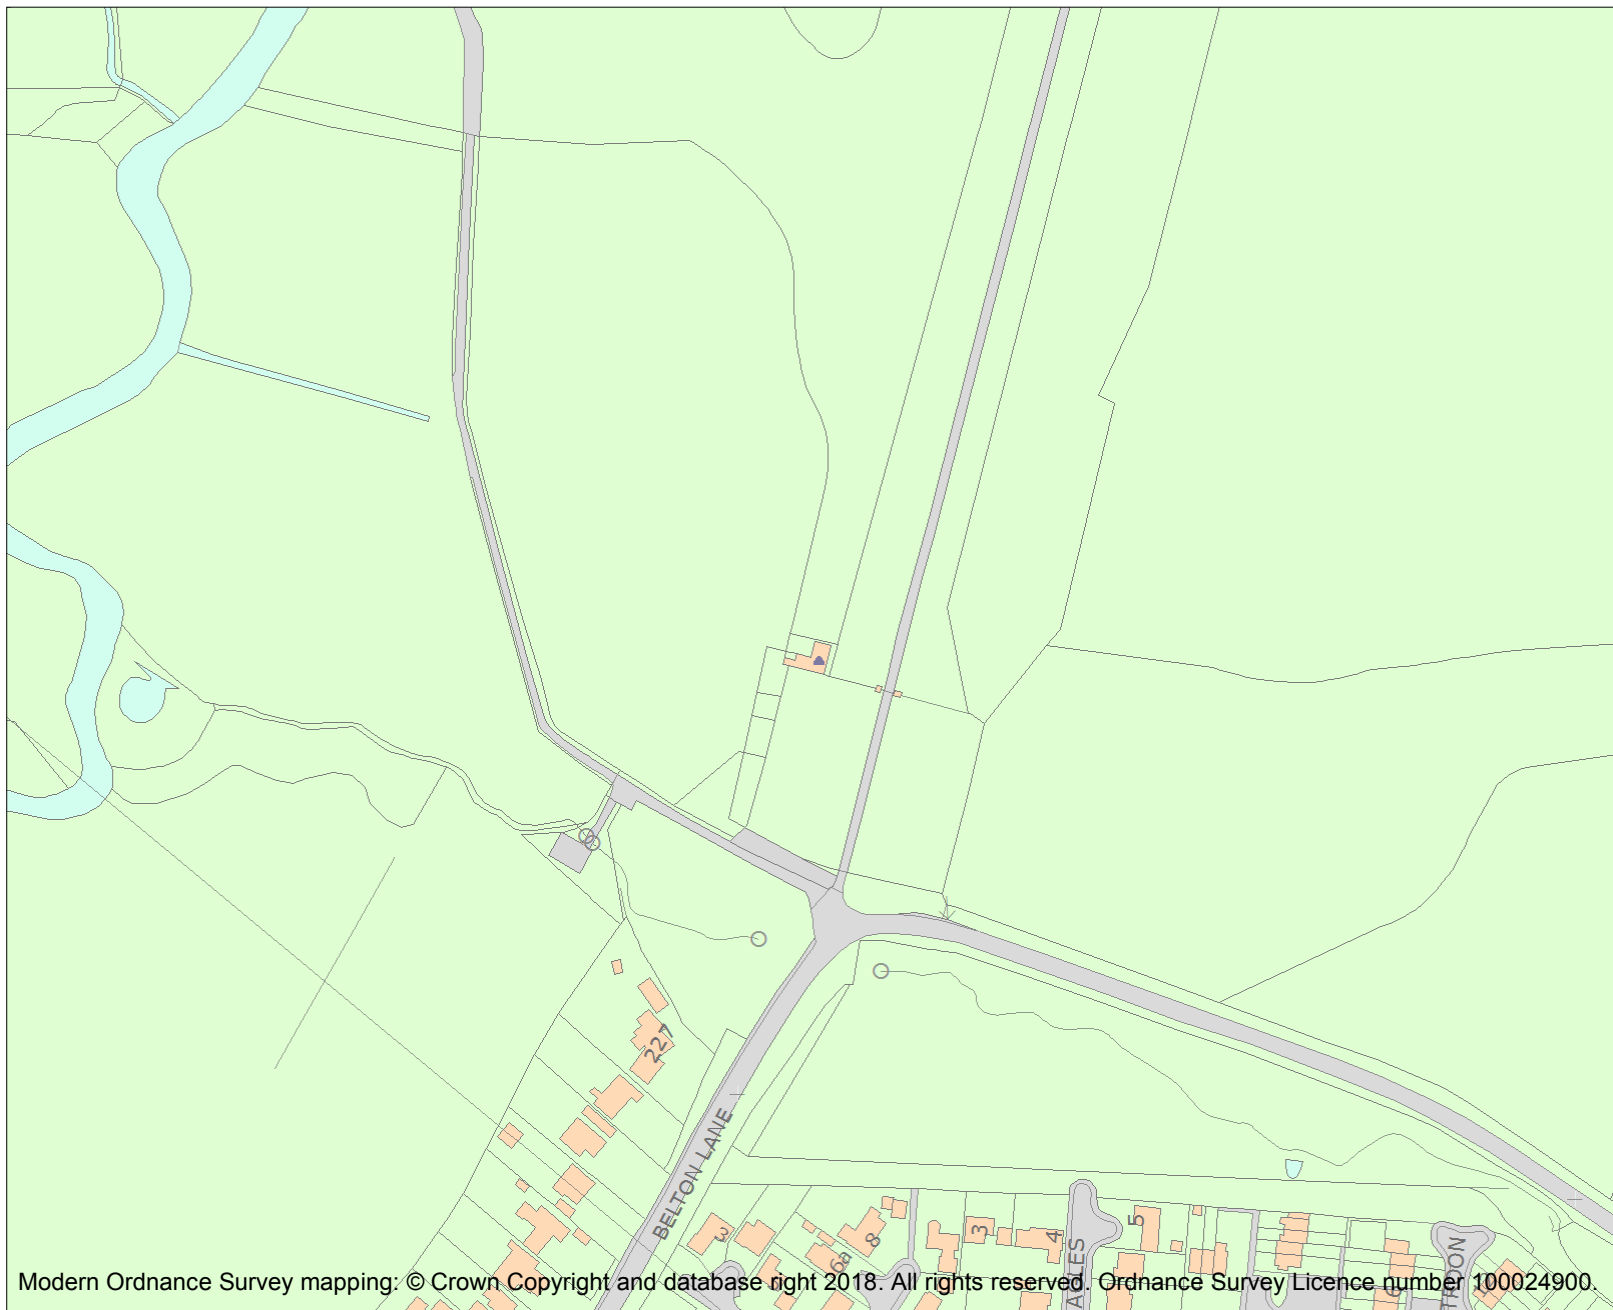 227
BELTON LANE
3
6a
8
3
4
5
6
Modern Ordnance Survey mapping: © Crown Copyright and database right 2018. All rights reserved. Ordnance Survey Licence number 100024900.